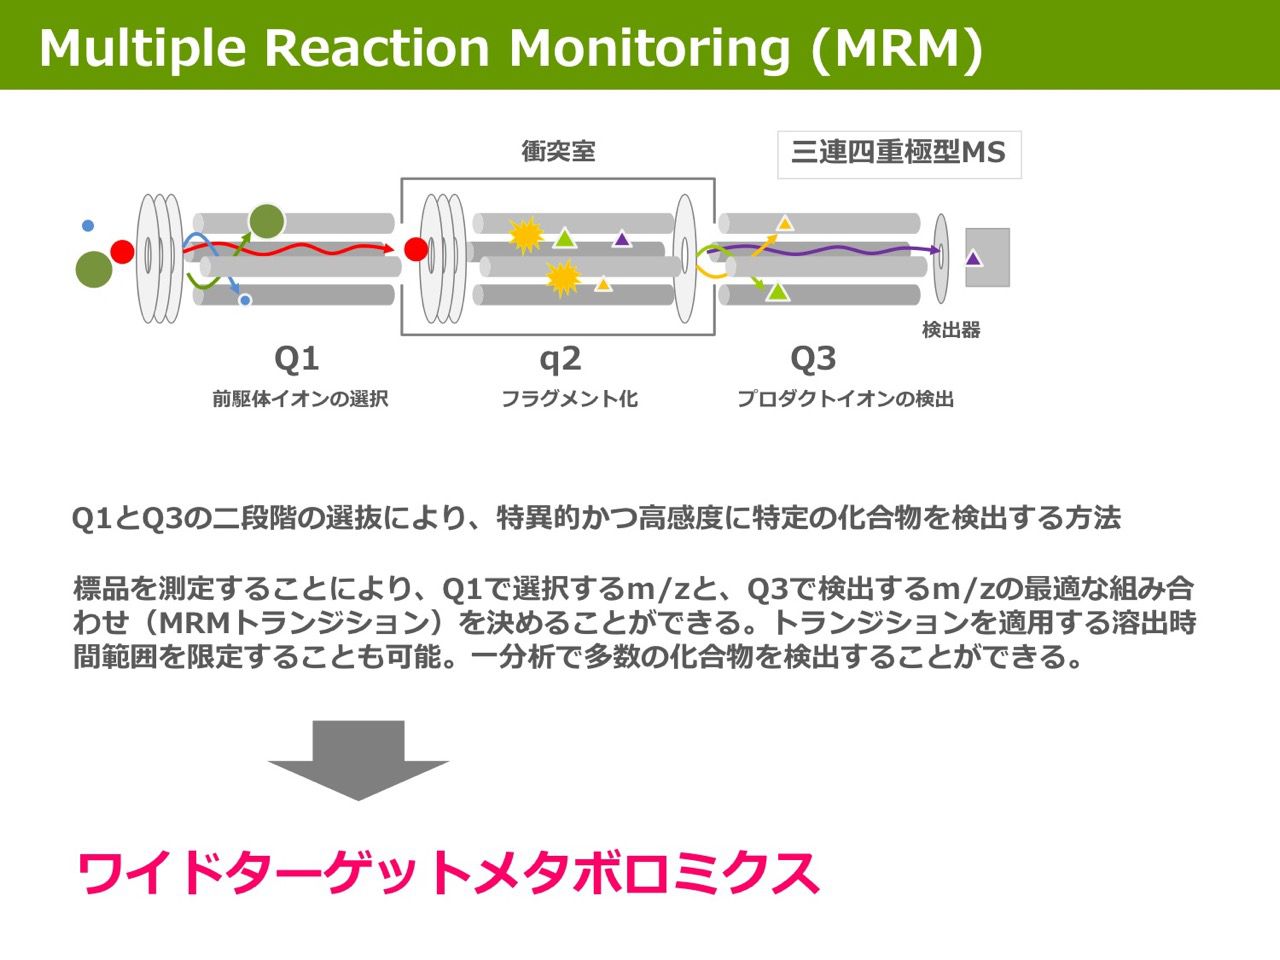 Multiple Reaction Monitoring (MRM)
衝突室
三連四重極型MS
検出器
Q1
q2
Q3
前駆体イオンの選択
フラグメント化
プロダクトイオンの検出
Q1とQ3の二段階の選抜により、特異的かつ高感度に特定の化合物を検出する方法
標品を測定することにより、Q1で選択するm/zと、Q3で検出するm/zの最適な組み合
わせ（MRMトランジション）を決めることができる。トランジションを適用する溶出時
間範囲を限定することも可能。一分析で多数の化合物を検出することができる。
ワイドターゲットメタボロミクス